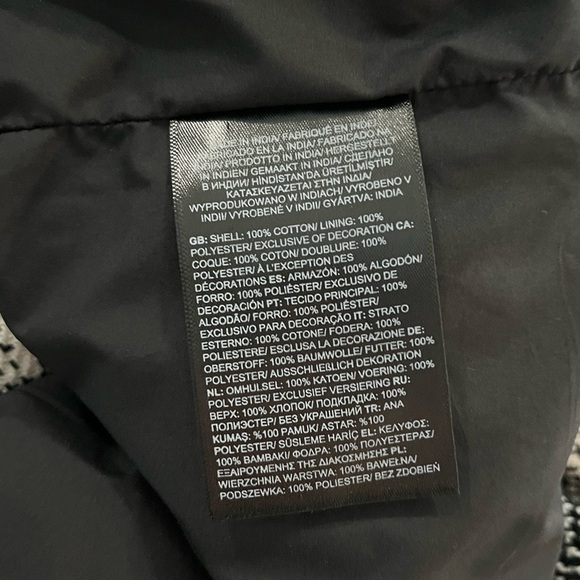 MADE IN INDIA/ FABRIQUÉ EN INDE/
FABRICADO EN LA INDIA/ FABRICADO NA
ÍNDIA/ PRODOTTO IN INDIA/ HERGESTELLT
IN INDIEN/ GEMAAKT IN INDIA/ СДЕЛАНО
В ИНДИИ/ HİNDİSTAN'DA ÜRETİLMİŞTİR/
ΚΑΤΑΣΚΕΥΑΖΕΤΑΙ ΣΤΗΝ ΙΝΔΙΑ/
WYPRODUKOWANO W INDIACH/ VYROBENO V
INDII/ VYROBENÉ V INDII/ GYÁRTVA: INDIA
GB: SHELL: 100% COTTON/ LINING: 100%
POLYESTER/ EXCLUSIVE OF DECORATION CA:
COQUE: 100% COTON/ DOUBLURE: 100%
POLYESTER/ À L'EXCEPTION DES
DÉCORATIONS ES: ARMAZÓN: 100% ALGODÓN/
FORRO: 100% POLIÉSTER/ EXCLUSIVO DE
DECORACIÓN PT: TECIDO PRINCIPAL: 100%
ALGODÃO/ FORRO: 100% POLIÉSTER/
EXCLUSIVO PARA DECORAÇÃO IT: STRATO
ESTERNO: 100% COTONE/ FODERA: 100%
POLIESTERE/ ESCLUSA LA DECORAZIONE DE:
OBERSTOFF: 100% BAUMWOLLE/ FUTTER: 100%
POLYESTER/ AUSSCHLIEßLICH DEKORATION
NL: OMHULSEL: 100% KATOEN/ VOERING: 100%
POLYESTER/ EXCLUSIEF VERSIERING RU:
ВЕРХ: 100% ХЛОПОК/ ПОДКЛАДКА: 100%
ПОЛИЭСТЕР/ БЕЗ УКРАШЕНИЙ TR: ANA
KUMAŞ: %100 PAMUK/ ASTAR: %100
POLYESTER/ SÜSLEME HARİÇ EL: ΚΕΛΥΦΟΣ:
100% ΒΑΜΒΑΚΙ/ ΦΟΔΡΑ: 100% ΠΟΛΥΕΣΤΕΡΑΣ/
ΕΞΑΙΡΟΥΜΕΝΗΣ ΤΗΣ ΔΙΑΚΟΣΜΗΣΗΣ PL:
WIERZCHNIA WARSTWA: 100% BAWEŁNA/
PODSZEWKA: 100% POLIESTER/ BEZ ZDOBIEŃ